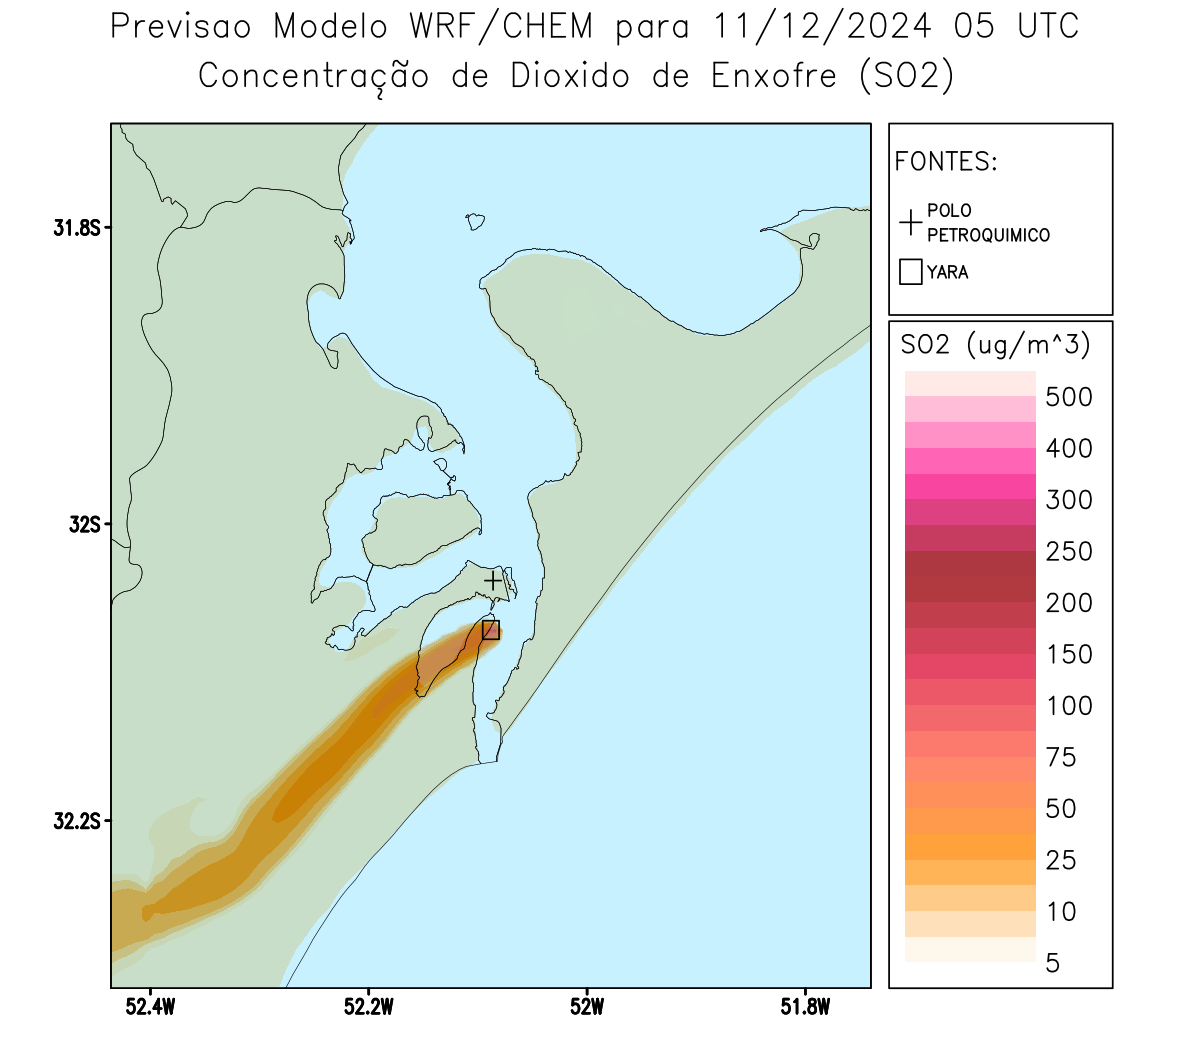 Previsao Modelo WRF/CHEM para 11/12/2024 05 UTC
Concentração de Dioxido de Enxofre (SO2)
FONTES:
POLO
PETROQUIMICO
YARA
SO2 (ug/m^3)
500
400
300
250
200
150
100
75
50
25
10
5
31.8S
32S
32.2S
52.4W
52.2W
52W
51.8W